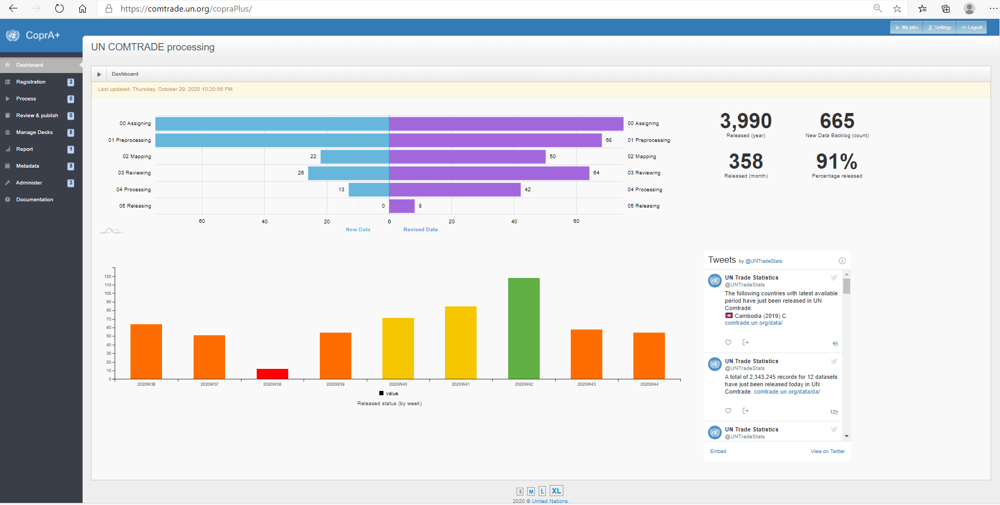 https://comtrade.un.org/copraPlus/
CoprA+
My jobs
Settings
Logout
UN COMTRADE processing
Dashboard
Registration 2
Process 0
Review & publish 0
Manage Decks 8
Report 1
Metadata 9
Administer 3
Documentation
Dashboard
Last updated: Thursday, October 29, 2020 10:20:56 PM
00 Assigning 00 Assigning
01 Preprocessing 68 01 Preprocessing
02 Mapping 22 50 02 Mapping
03 Reviewing 26 64 03 Reviewing
04 Processing 13 42 04 Processing
05 Releasing 0 8 05 Releasing
60 40 20 0 20 40 60
New Data Revised Data
3,990
Released (year)
665
New Data Backlog (count)
358
Released (month)
91%
Percentage released
120
110
100
90
80
70
60
50
40
30
20
10
0
2020W36 2020W37 2020W38 2020W39 2020W40 2020W41 2020W42 2020W43 2020W44
value
Released status (by week)
Tweets by @UNTradeStats
UN Trade Statistics
@UNTradeStats
The following countries with latest available
period have just been released in UN
Comtrade:
🇰🇭 Cambodia (2019) C
comtrade.un.org/data/
4h
UN Trade Statistics
@UNTradeStats
A total of 2,343,245 records for 12 datasets
have just been released today in UN
Comtrade. comtrade.un.org/data/da/
12h
UN Trade Statistics
@UNTradeStats
Embed
View on Twitter
S M L XL
2020 © United Nations.